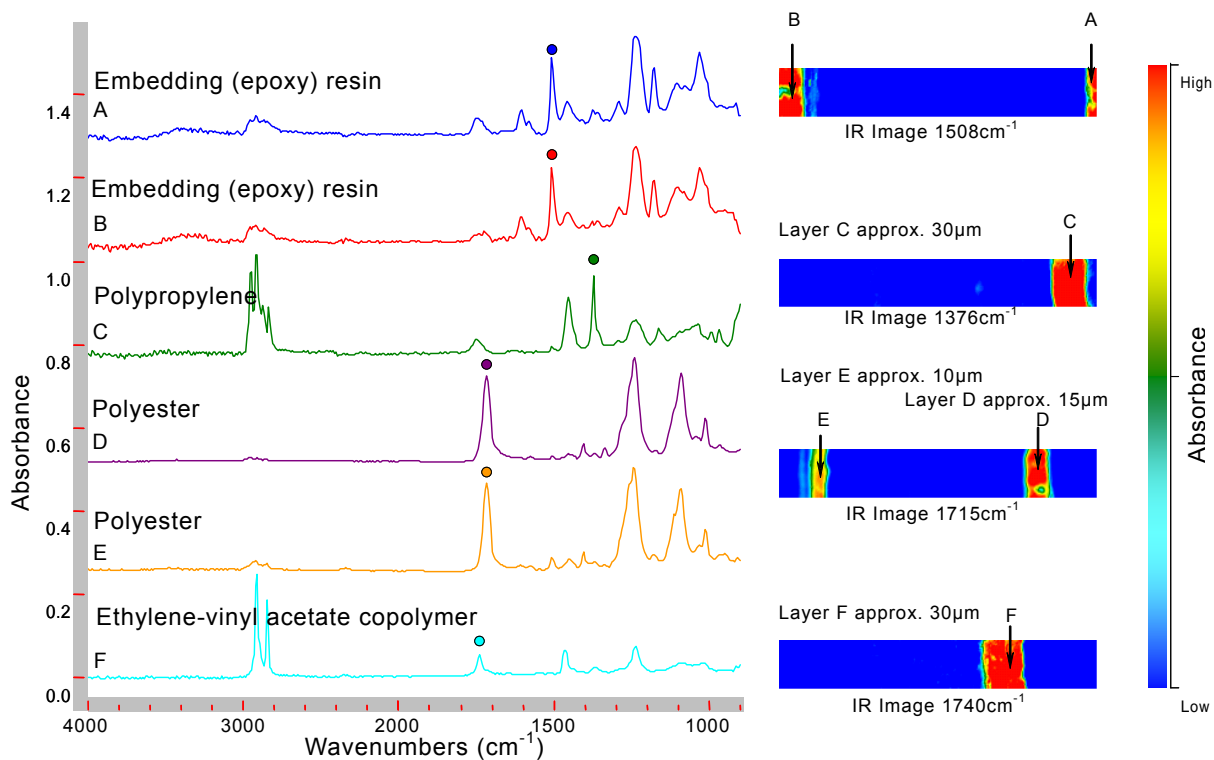 Absorbance
1.4
1.2
1.0
0.8
0.6
0.4
0.2
0.0
Embedding (epoxy) resin
A
Embedding (epoxy) resin
B
Polypropylene
C
Polyester
D
Polyester
E
Ethylene-vinyl acetate copolymer
F
4000
3000
2000
1500
1000
Wavenumbers (cm⁻¹)
B
A
IR Image 1508cm⁻¹
Layer C approx. 30µm
C
IR Image 1376cm⁻¹
Layer E approx. 10µm
Layer D approx. 15µm
E
D
IR Image 1715cm⁻¹
Layer F approx. 30µm
F
IR Image 1740cm⁻¹
High
Absorbance
Low